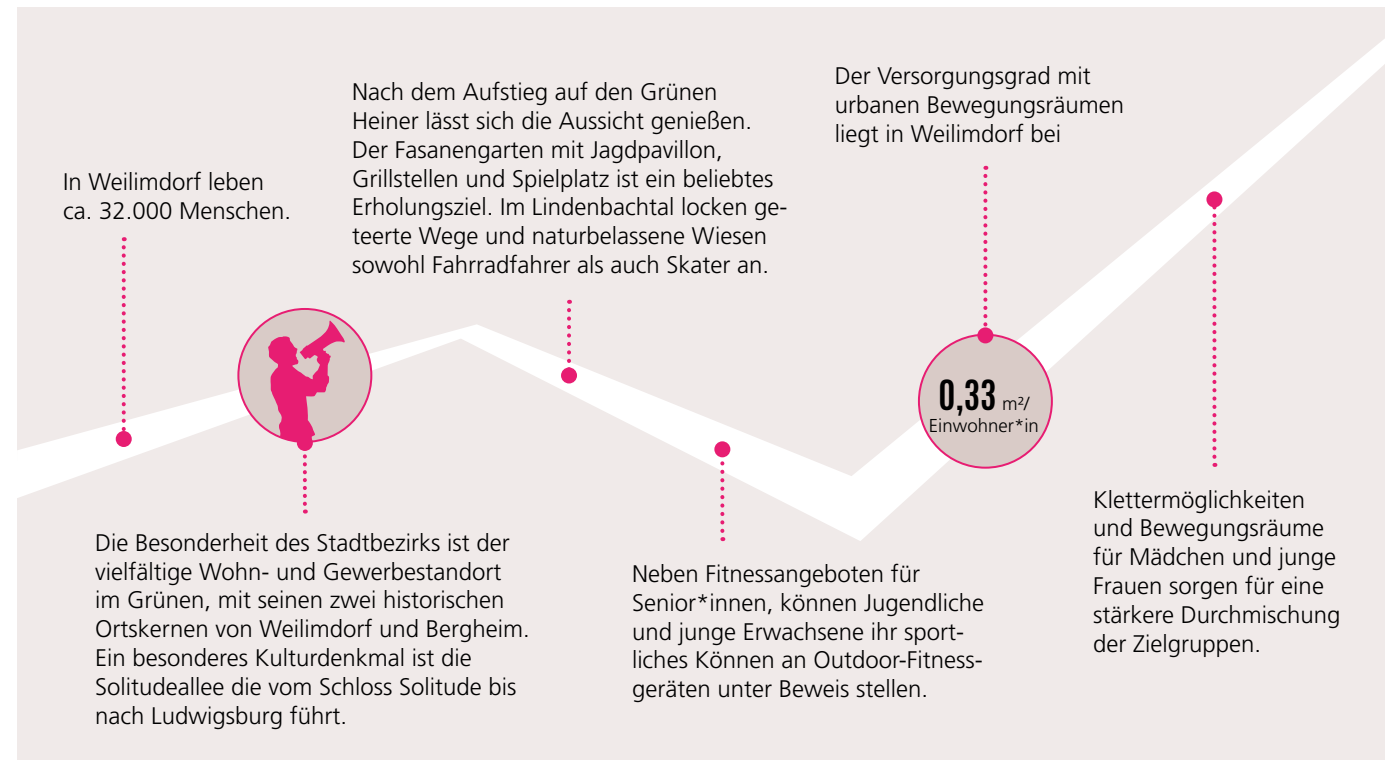 In Weilimdorf leben
ca. 32.000 Menschen.
Die Besonderheit des Stadtbezirks ist der
vielfältige Wohn- und Gewerbestandort
im Grünen, mit seinen zwei historischen
Ortskernen von Weilimdorf und Bergheim.
Ein besonderes Kulturdenkmal ist die
Solitudeallee die vom Schloss Solitude bis
nach Ludwigsburg führt.
Nach dem Aufstieg auf den Grünen
Heiner lässt sich die Aussicht genießen.
Der Fasanengarten mit Jagdpavillon,
Grillstellen und Spielplatz ist ein beliebtes
Erholungsziel. Im Lindenbachtal locken ge-
teerte Wege und naturbelassene Wiesen
sowohl Fahrradfahrer als auch Skater an.
Neben Fitnessangeboten für
Senior*innen, können Jugendliche
und junge Erwachsene ihr sport-
liches Können an Outdoor-Fitness-
geräten unter Beweis stellen.
Der Versorgungsgrad mit
urbanen Bewegungsräumen
liegt in Weilimdorf bei
0,33 m²/
Einwohner*in
Klettermöglichkeiten
und Bewegungsräume
für Mädchen und junge
Frauen sorgen für eine
stärkere Durchmischung
der Zielgruppen.